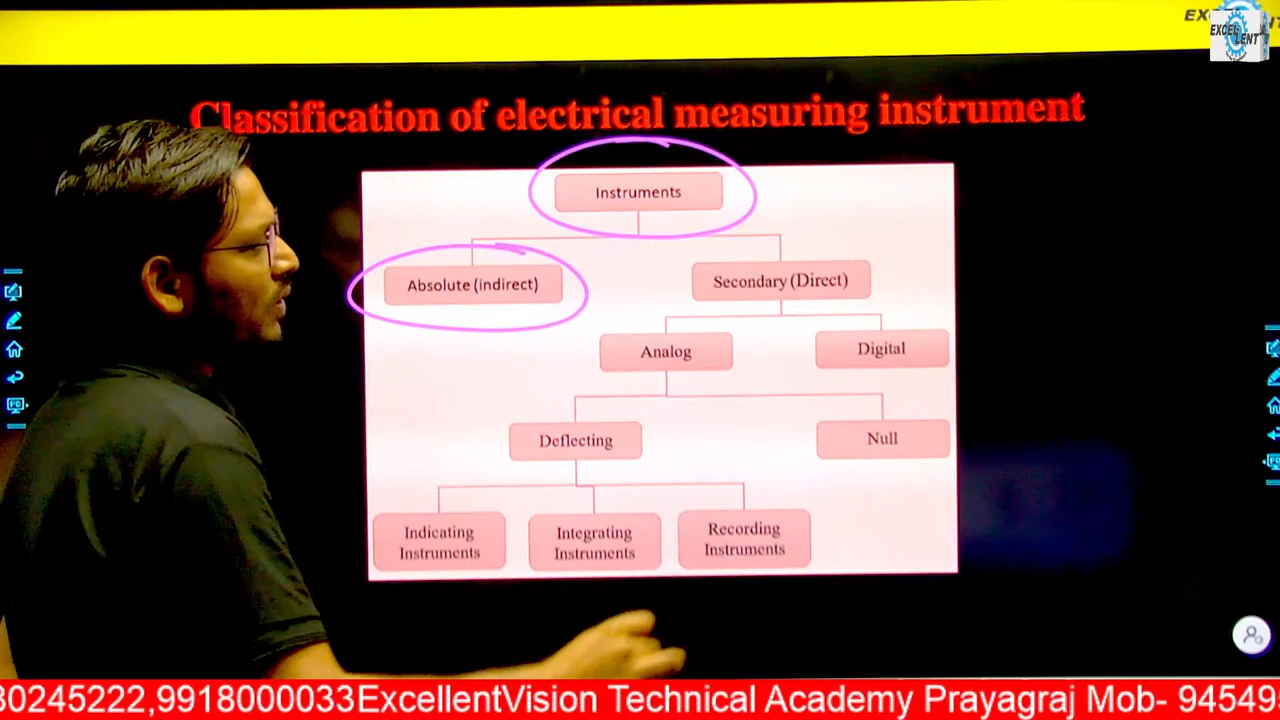 EXCELLENT
Classification of electrical measuring instrument
Instruments
Absolute (indirect)
Secondary (Direct)
Analog
Digital
Deflecting
Null
Indicating
Instruments
Integrating
Instruments
Recording
Instruments
30245222,9918000033ExcellentVision Technical Academy Prayagraj Mob- 94549